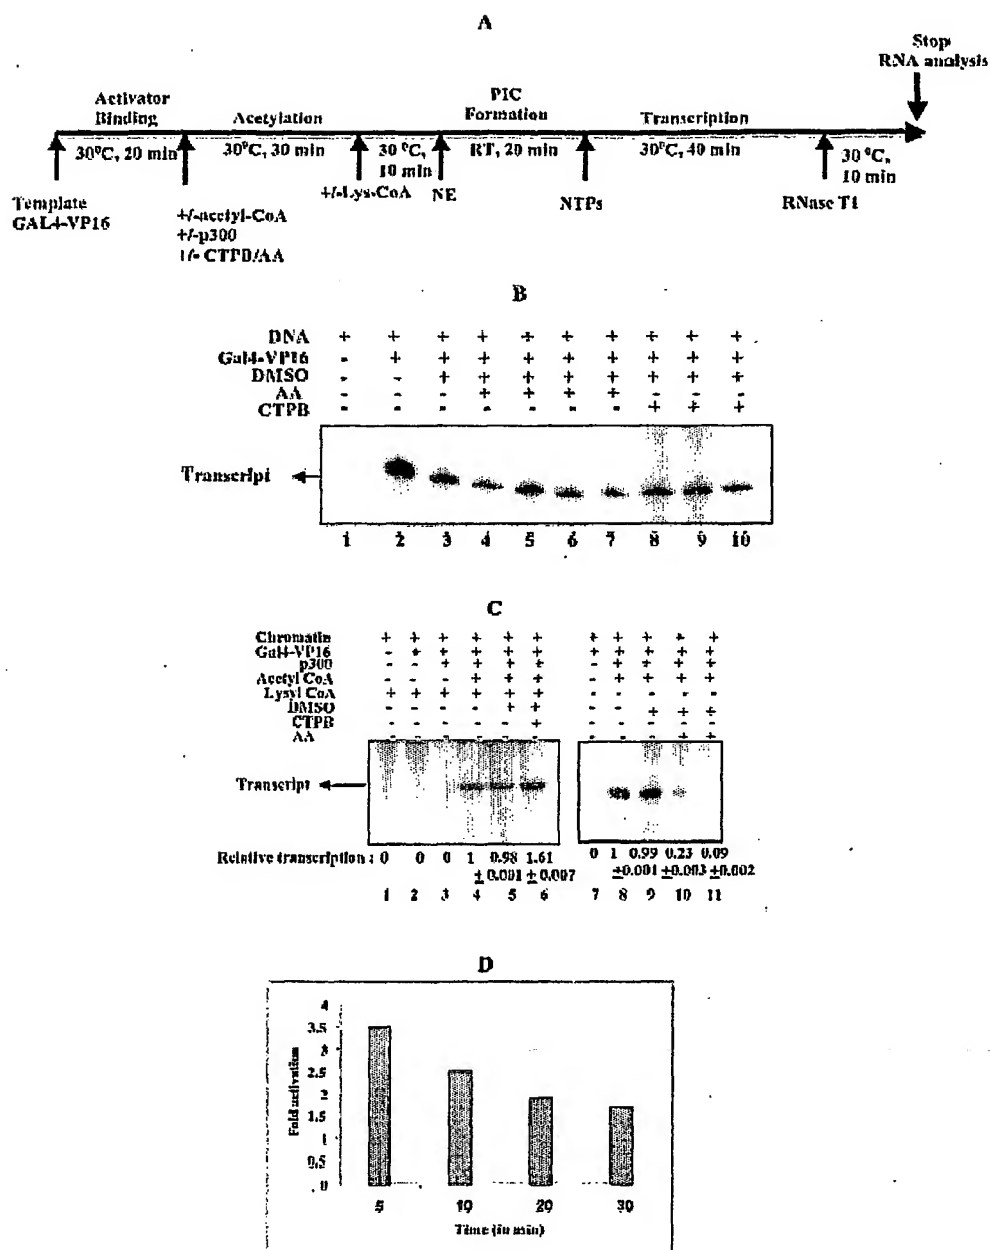 A
Stop
RNA analysis
Activator
Binding
Acetylation
PIC
Formation
Transcription
30⁰C, 20 min
30⁰C, 30 min
30 ⁰C,
10 min
RT, 20 min
30⁰C, 40 min
30 ⁰C,
10 min
Template
GAL4-VP16
+/-acetyl-CoA
+/-p300
+/- CTPB/AA
+/-Lys-CoA
NE
NTPs
RNase T1
B
DNA + + + + + + + + + +
Gal4-VP16 - + + + + + + + + +
DMSO - - + + + + + + + +
AA - - - + + + + - - -
CTPB - - - - - - - + + +
Transcript
1 2 3 4 5 6 7 8 9 10
C
Chromatin + + + + + + + + + + +
Gal4-VP16 - + + + + + + + + + +
p300 - - + + + + - + + + +
Acetyl CoA - - - + + + - + + + +
Lysyl CoA + + + + + + - - - - -
DMSO - - - - + + - - + + +
CTPB - - - - - +
AA - - - - - - - - - + +
Transcript
Relative transcription : 0 0 0 1 0.98 1.61 0 1 0.99 0.23 0.09
± 0.001 ± 0.007 ±0.001 ±0.003 ±0.002
1 2 3 4 5 6 7 8 9 10 11
D
Fold activation
4
3.5
3
2.5
2
1.5
1
0.5
0
5 10 20 30
Time (in min)